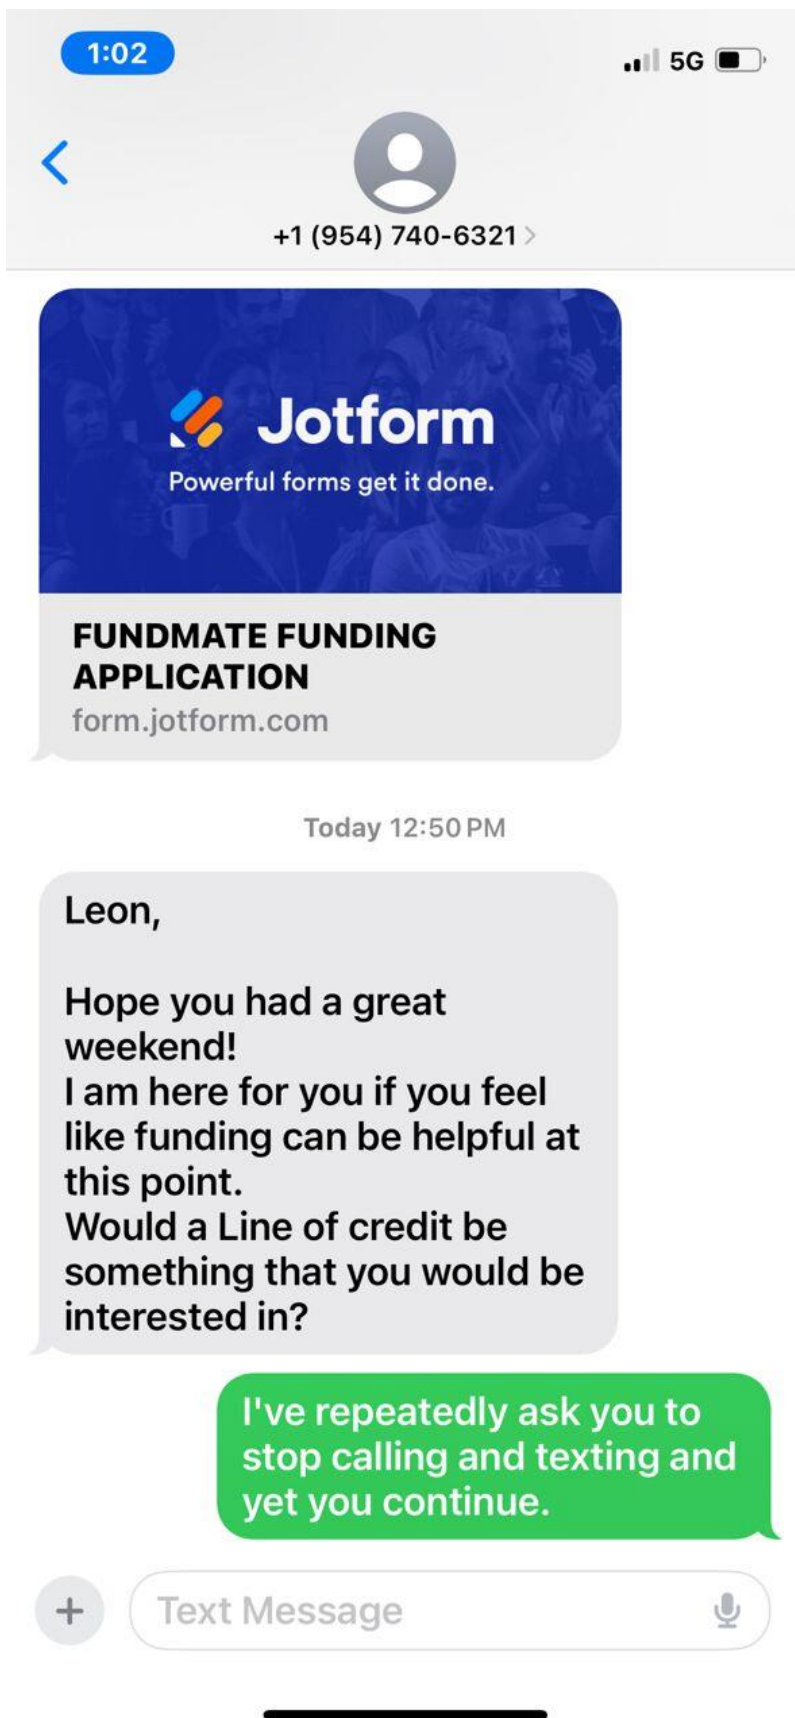 1:02
5G
+1 (954) 740-6321
Jotform
Powerful forms get it done.
FUNDMATE FUNDING
APPLICATION
form.jotform.com
Today 12:50 PM
Leon,
Hope you had a great
weekend!
I am here for you if you feel
like funding can be helpful at
this point.
Would a Line of credit be
something that you would be
interested in?
I've repeatedly ask you to
stop calling and texting and
yet you continue.
Text Message